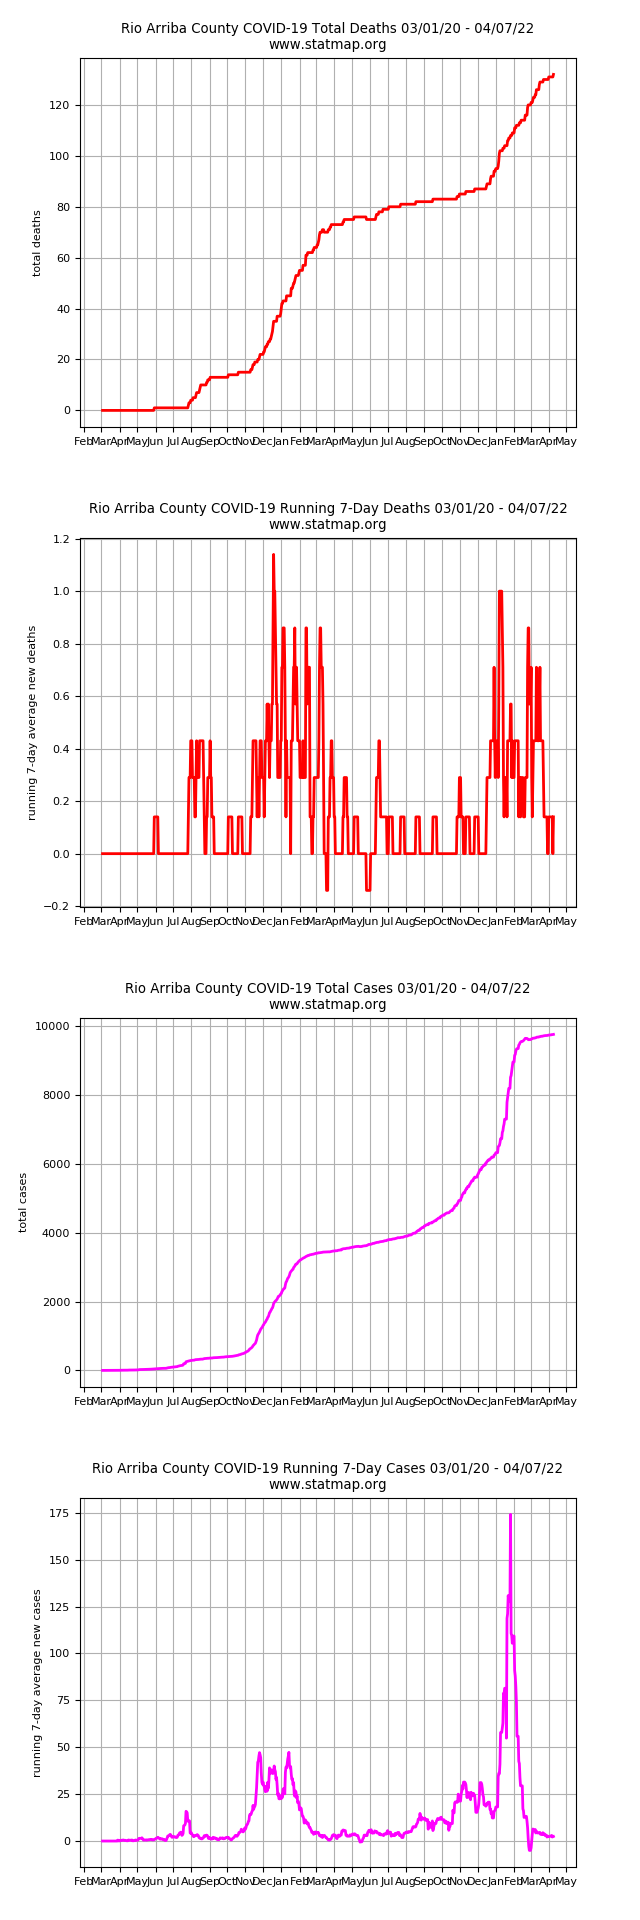 Rio Arriba County COVID-19 Total Deaths 03/01/20 - 04/07/22
www.statmap.org
total deaths
120
100
80
60
40
20
0
Feb Mar Apr May Jun Jul Aug Sep Oct Nov Dec Jan Feb Mar Apr May Jun Jul Aug Sep Oct Nov Dec Jan Feb Mar Apr May
Rio Arriba County COVID-19 Running 7-Day Deaths 03/01/20 - 04/07/22
www.statmap.org
running 7-day average new deaths
1.2
1.0
0.8
0.6
0.4
0.2
0.0
−0.2
Feb Mar Apr May Jun Jul Aug Sep Oct Nov Dec Jan Feb Mar Apr May Jun Jul Aug Sep Oct Nov Dec Jan Feb Mar Apr May
Rio Arriba County COVID-19 Total Cases 03/01/20 - 04/07/22
www.statmap.org
total cases
10000
8000
6000
4000
2000
0
Feb Mar Apr May Jun Jul Aug Sep Oct Nov Dec Jan Feb Mar Apr May Jun Jul Aug Sep Oct Nov Dec Jan Feb Mar Apr May
Rio Arriba County COVID-19 Running 7-Day Cases 03/01/20 - 04/07/22
www.statmap.org
running 7-day average new cases
175
150
125
100
75
50
25
0
Feb Mar Apr May Jun Jul Aug Sep Oct Nov Dec Jan Feb Mar Apr May Jun Jul Aug Sep Oct Nov Dec Jan Feb Mar Apr May